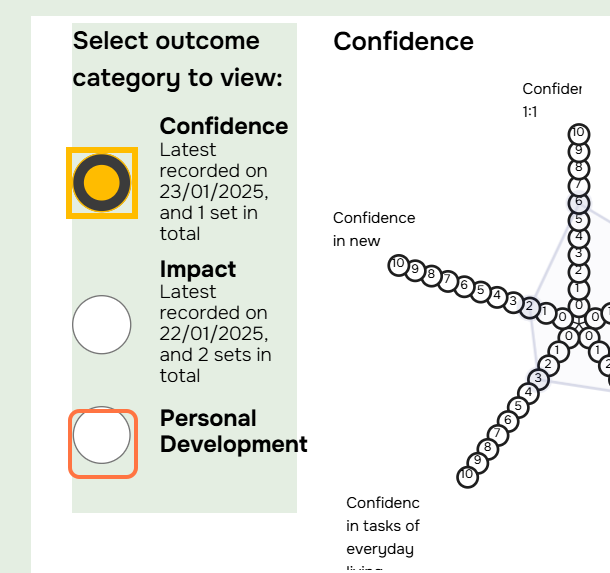 Select outcome
category to view:
Confidence
Latest
recorded on
23/01/2025,
and 1 set in
total
Impact
Latest
recorded on
22/01/2025,
and 2 sets in
total
Personal
Development
Confidence
Confider
1:1
10
9
8
7
6
5
4
3
2
1
0
Confidence
in new
10 9 8 7 6 5 4 3 2 1 0
0
1
0
1
2
3
4
5
6
7
8
9
10
0
1
2
Confidenc
in tasks of
everyday